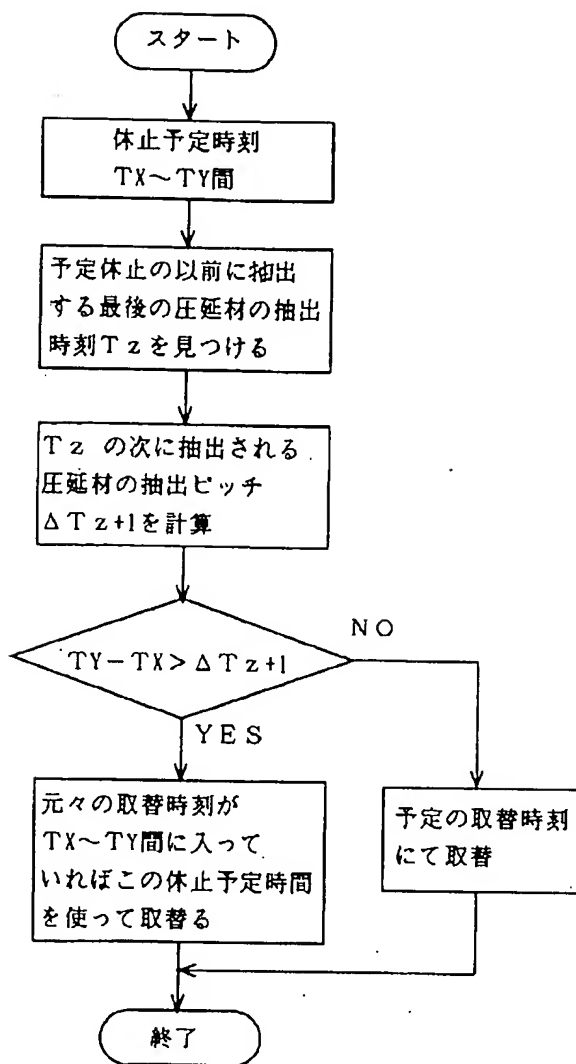 スタート
休止予定時刻
TX～TY間
予定休止の以前に抽出
する最後の圧延材の抽出
時刻Tzを見つける
Tz の次に抽出される
圧延材の抽出ピッチ
ΔTz+1を計算
TY－TX＞ΔTz+1
NO
YES
元々の取替時刻が
TX～TY間に入って
いればこの休止予定時間
を使って取替る
予定の取替時刻
にて取替
終了